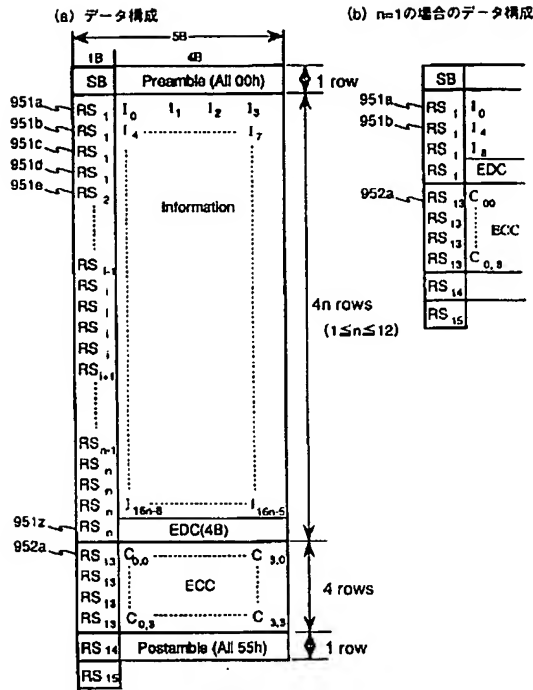 (a) データ構成
(b) n=1の場合のデータ構成
5B
1B 4B
SB Preamble (All 00h) 1 row
951a RS 1 I0 I1 I2 I3
951b RS 1 I4 I7
951c RS 1
951d RS 1
951e RS 2
Information
RS i-1
RS i
RS i
RS i
RS i
RS i+1
4n rows
(1≦n≦12)
RS n-1
RS n
RS n
RS n I16n-8 I16n-5
951z RS n EDC(4B)
952a RS 13 C0,0 C3,0
RS 13
RS 13 ECC
RS 13 C0,3 C3,3
4 rows
RS 14 Postamble (All 55h) 1 row
RS 15
SB
951a RS 1 I0
951b RS 1 I4
RS 1 I8
RS 1 EDC
952a RS 13 C00
RS 13
RS 13 ECC
RS 13 C0,3
RS 14
RS 15